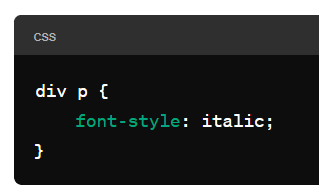 css
div p {
    font-style: italic;
}